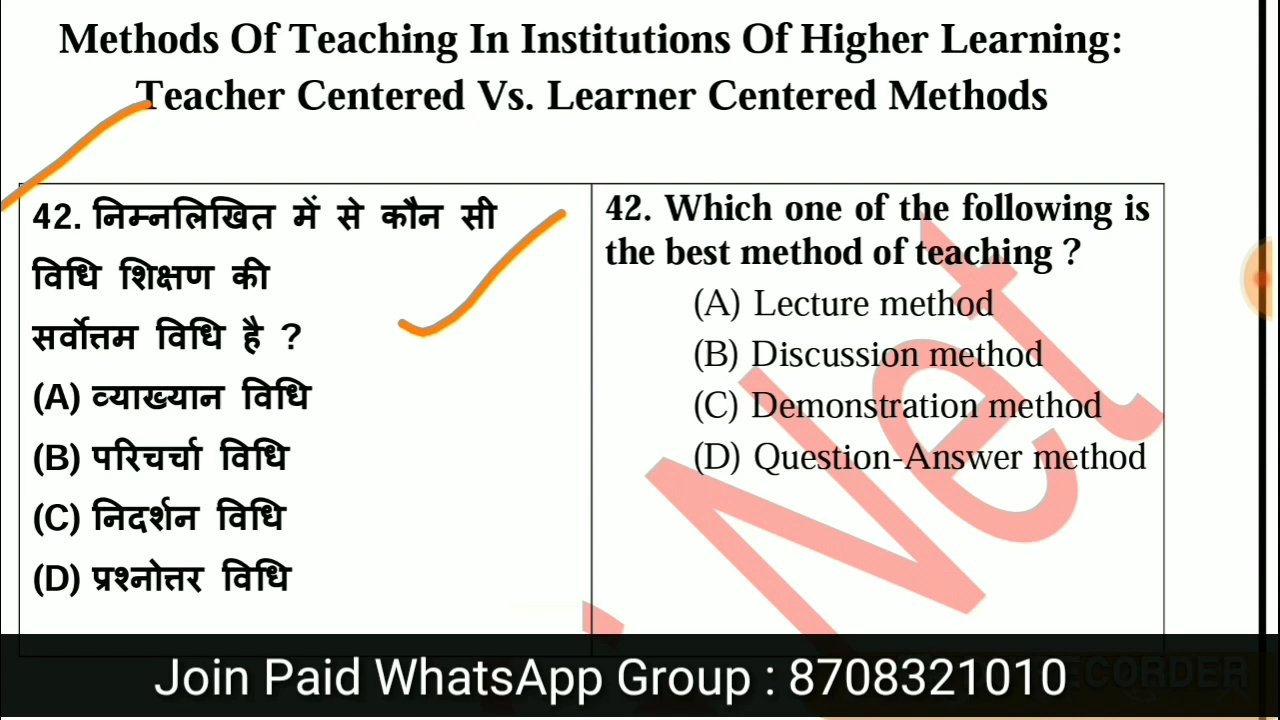 Methods Of Teaching In Institutions Of Higher Learning:
Teacher Centered Vs. Learner Centered Methods
42. निम्नलिखित में से कौन सी
विधि शिक्षण की
सर्वोत्तम विधि है ?
(A) व्याख्यान विधि
(B) परिचर्चा विधि
(C) निदर्शन विधि
(D) प्रश्नोत्तर विधि
42. Which one of the following is
the best method of teaching ?
(A) Lecture method
(B) Discussion method
(C) Demonstration method
(D) Question-Answer method
Net
Join Paid WhatsApp Group : 8708321010
RECORDER